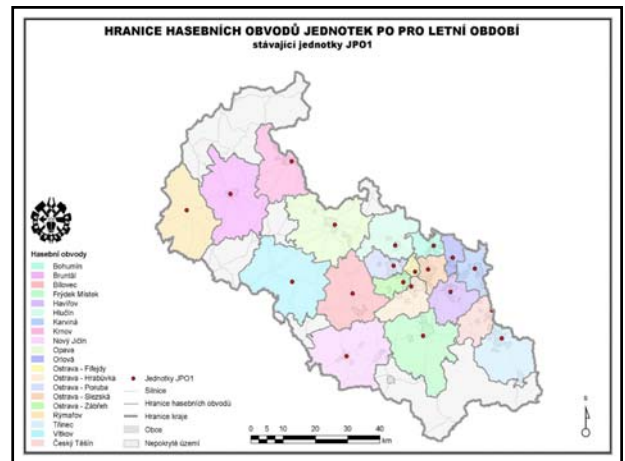 HRANICE HASEBNÍCH OBVODŮ JEDNOTEK PO PRO LETNÍ OBDOBÍ
stávající jednotky JPO1
Hasební obvody
Bohumín
Bruntál
Bílovec
Frýdek Místek
Havířov
Hlučín
Karviná
Krnov
Nový Jičín
Opava
Orlová
Ostrava - Fifejdy
Ostrava - Hrabůvka
Ostrava - Poruba
Ostrava - Slezská
Ostrava - Zábřeh
Rýmařov
Třinec
Vítkov
Český Těšín
Jednotky JPO1
Silnice
Hranice hasebních obvodů
Hranice kraje
Obce
Nepokryté území
0 5 10 20 30 40
km
S